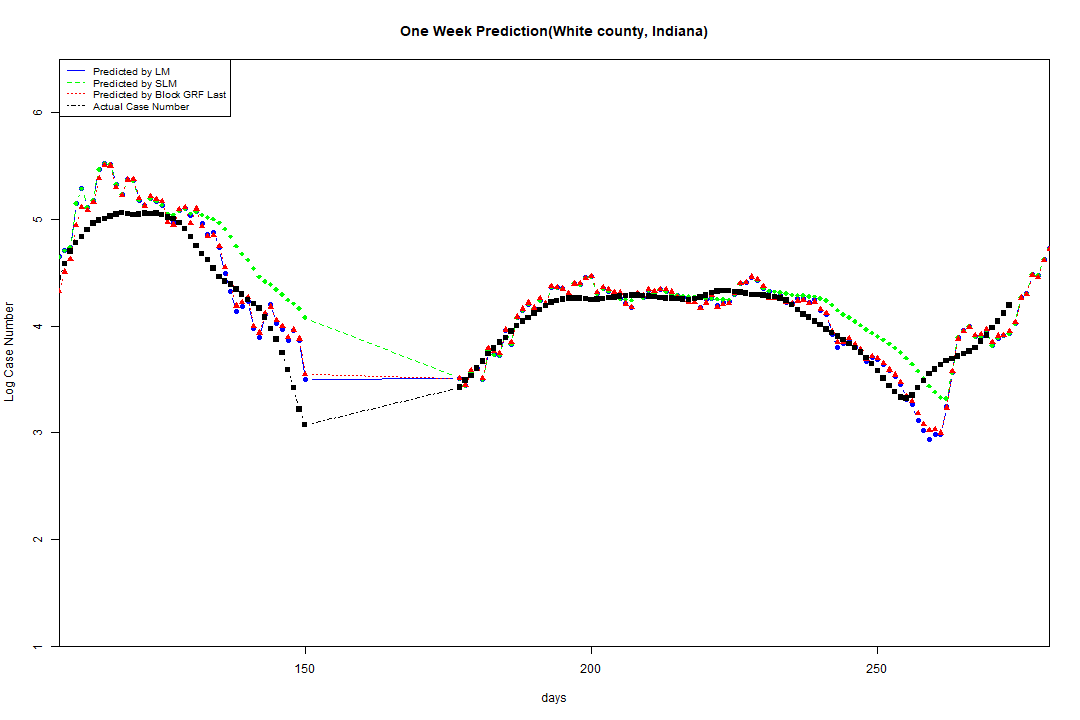 One Week Prediction(White county, Indiana)
Predicted by LM
Predicted by SLM
Predicted by Block GRF Last
Actual Case Number
6
5
4
3
2
1
Log Case Number
150
200
250
days